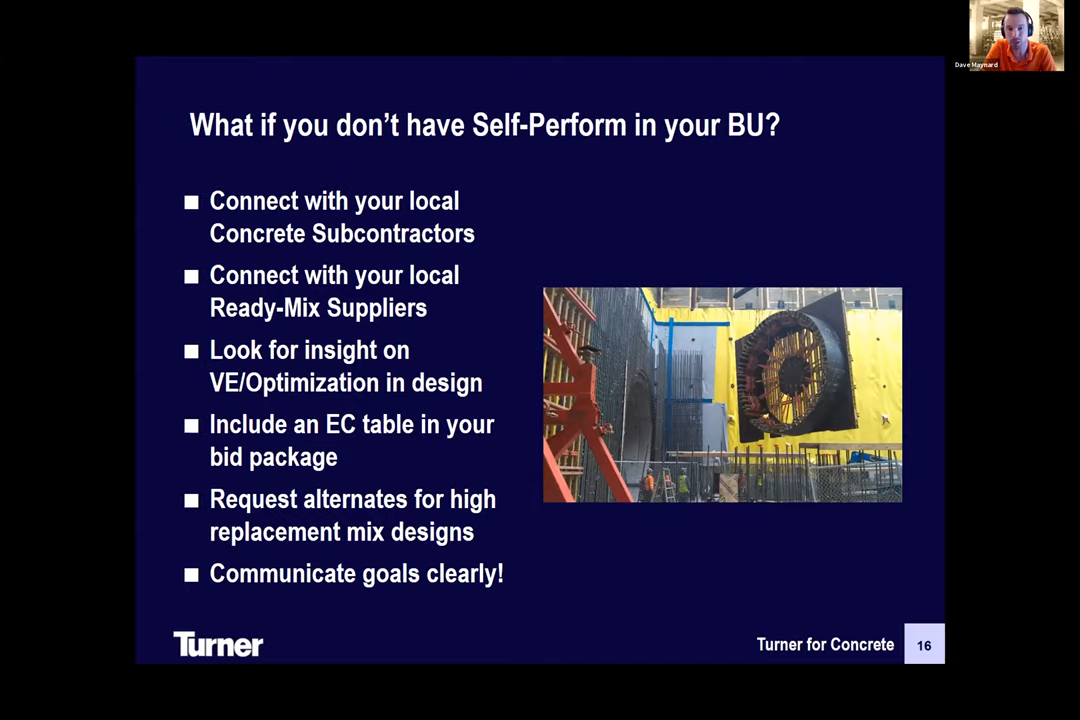 Dave Maynard
What if you don't have Self-Perform in your BU?
■ Connect with your local
Concrete Subcontractors
■ Connect with your local
Ready-Mix Suppliers
■ Look for insight on
VE/Optimization in design
■ Include an EC table in your
bid package
■ Request alternates for high
replacement mix designs
■ Communicate goals clearly!
Turner
Turner for Concrete
16